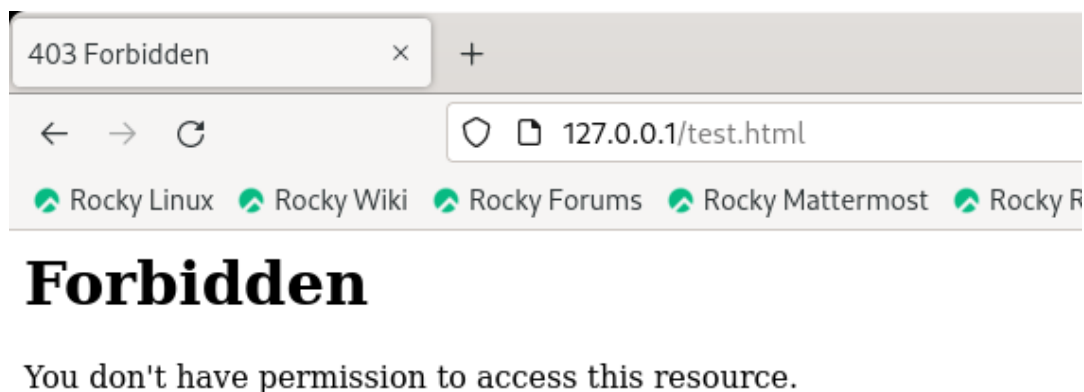 403 Forbidden
127.0.0.1/test.html
Rocky Linux Rocky Wiki Rocky Forums Rocky Mattermost Rocky R
Forbidden
You don't have permission to access this resource.